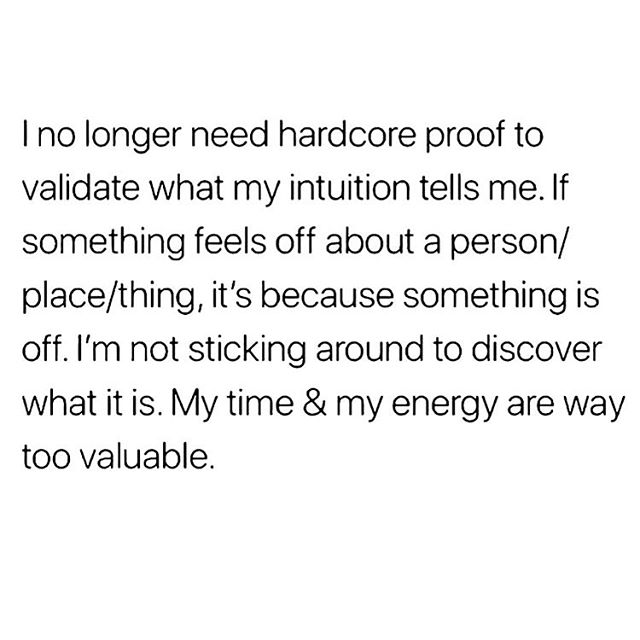 I no longer need hardcore proof to
validate what my intuition tells me. If
something feels off about a person/
place/thing, it's because something is
off. I'm not sticking around to discover
what it is. My time & my energy are way
too valuable.